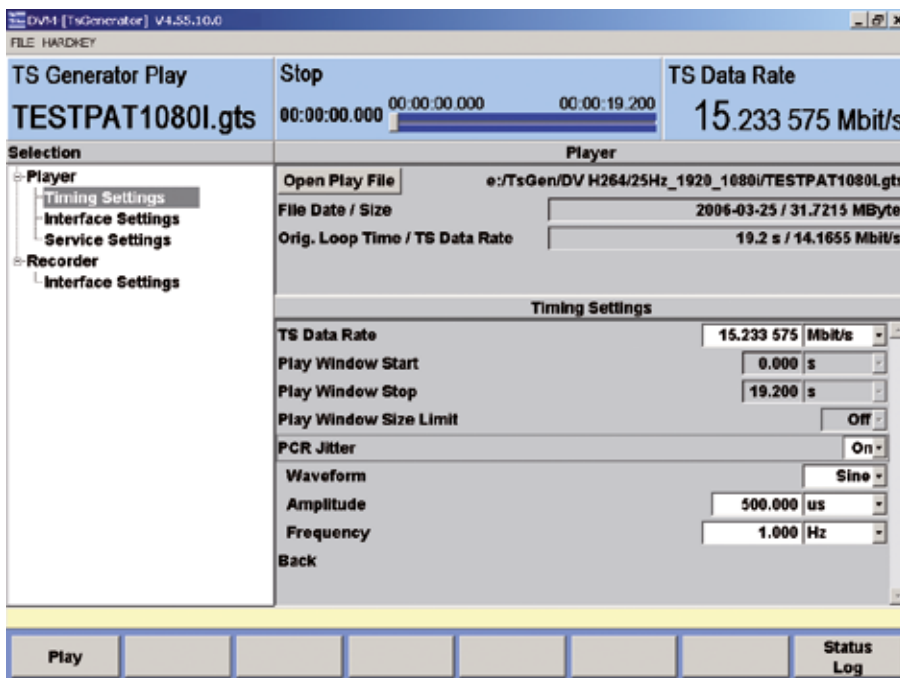 DVM [TsGenerator] V4.55.10.0
FILE HARDKEY
TS Generator Play
TESTPAT1080I.gts
Stop
00:00:00.000 00:00:00.000 00:00:19.200
TS Data Rate
15.233 575 Mbit/s
Selection
Player
Timing Settings
Interface Settings
Service Settings
Recorder
Interface Settings
Player
Open Play File e:/TsGen/DV H264/25Hz_1920_1080i/TESTPAT1080I.gts
File Date / Size 2006-03-25 / 31.7215 MByte
Orig. Loop Time / TS Data Rate 19.2 s / 14.1655 Mbit/s
Timing Settings
TS Data Rate 15.233 575 Mbit/s
Play Window Start 0.000 s
Play Window Stop 19.200 s
Play Window Size Limit Off
PCR Jitter On
Waveform Sine
Amplitude 500.000 us
Frequency 1.000 Hz
Back
Play
Status
Log